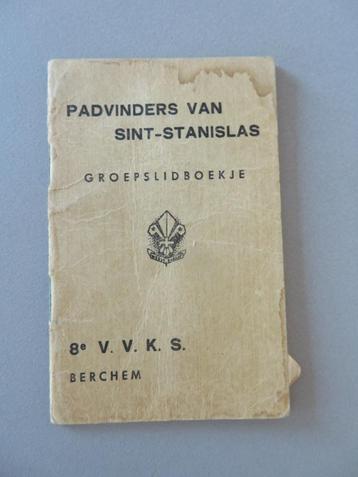 PADVINDERS VAN
SINT-STANISLAS
GROEPSLIDBOEKJE
8e V. V. K. S.
BERCHEM